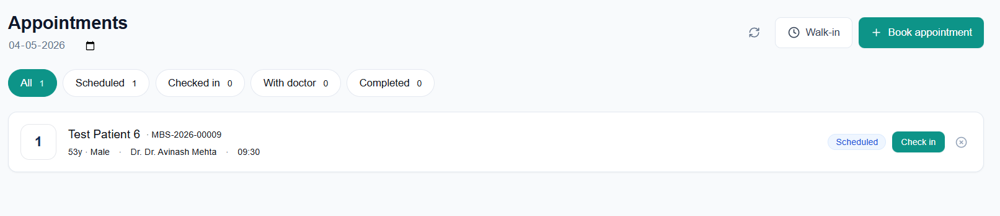 Appointments
04-05-2026
Walk-in
+ Book appointment
All 1
Scheduled 1
Checked in 0
With doctor 0
Completed 0
1
Test Patient 6 · MBS-2026-00009
53y · Male · Dr. Dr. Avinash Mehta · 09:30
Scheduled
Check in